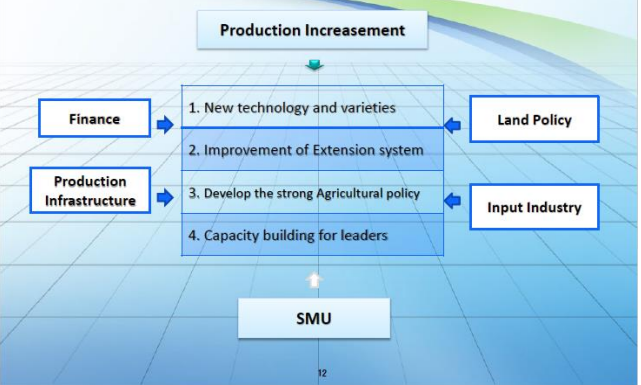 Production Increasement
1. New technology and varieties
Finance
Land Policy
2. Improvement of Extension system
Production
Infrastructure
3. Develop the strong Agricultural policy
Input Industry
4. Capacity building for leaders
SMU
12